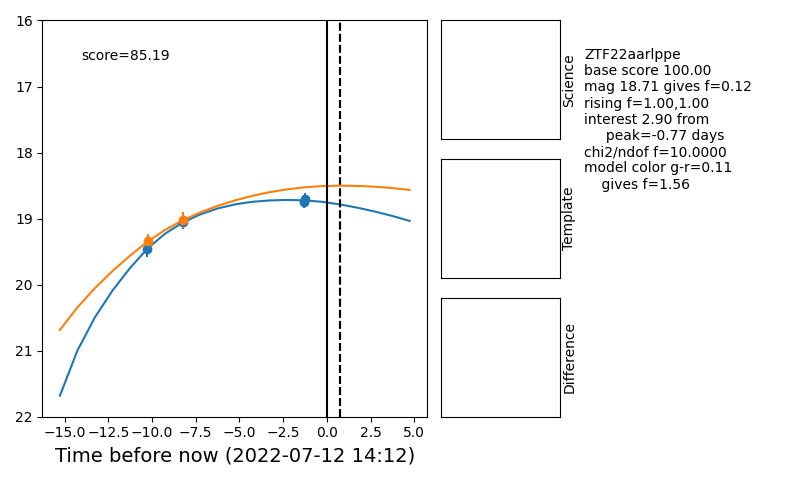 score=85.19
16
17
18
19
20
21
22
−15.0 −12.5 −10.0 −7.5 −5.0 −2.5 0.0 2.5 5.0
Time before now (2022-07-12 14:12)
Science
Template
Difference
ZTF22aarlppe
base score 100.00
mag 18.71 gives f=0.12
rising f=1.00,1.00
interest 2.90 from
peak=-0.77 days
chi2/ndof f=10.0000
model color g-r=0.11
gives f=1.56